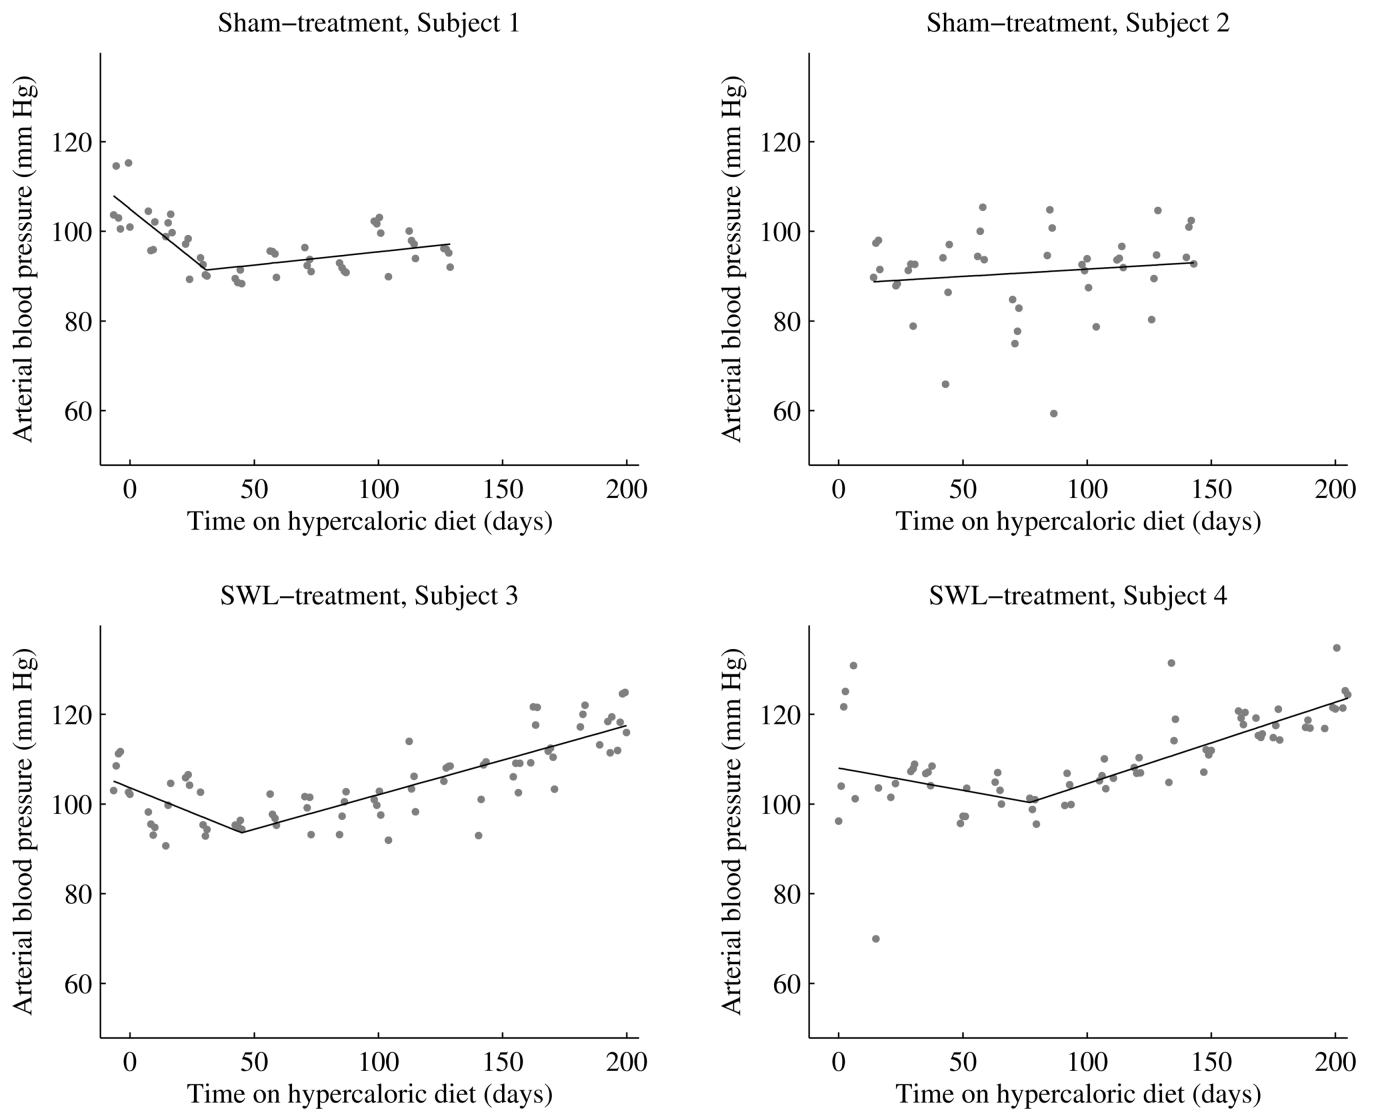 Sham−treatment, Subject 1
Arterial blood pressure (mm Hg)
120
100
80
60
0 50 100 150 200
Time on hypercaloric diet (days)
Sham−treatment, Subject 2
Arterial blood pressure (mm Hg)
120
100
80
60
0 50 100 150 200
Time on hypercaloric diet (days)
SWL−treatment, Subject 3
Arterial blood pressure (mm Hg)
120
100
80
60
0 50 100 150 200
Time on hypercaloric diet (days)
SWL−treatment, Subject 4
Arterial blood pressure (mm Hg)
120
100
80
60
0 50 100 150 200
Time on hypercaloric diet (days)